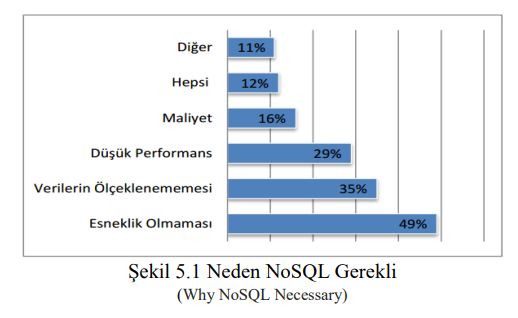 Diğer 11%
Hepsi 12%
Maliyet 16%
Düşük Performans 29%
Verilerin Ölçeklenememesi 35%
Esneklik Olmaması 49%
Şekil 5.1 Neden NoSQL Gerekli
(Why NoSQL Necessary)